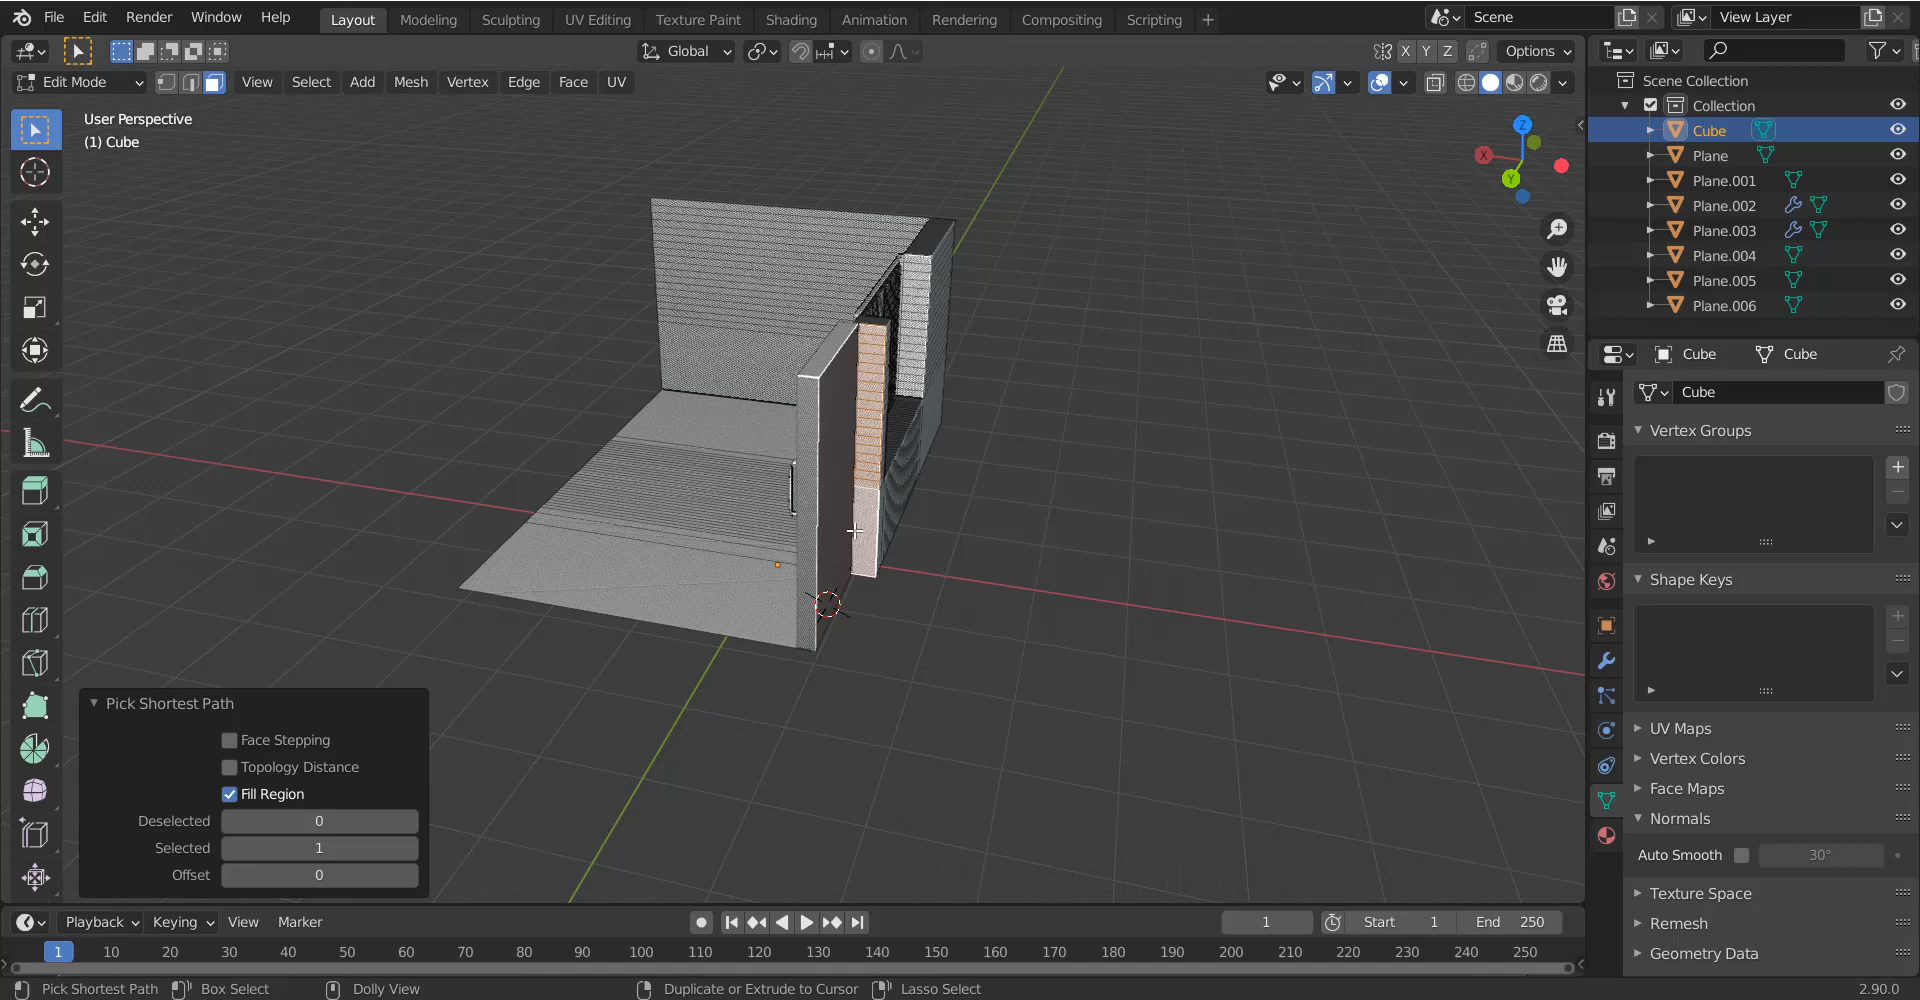 File Edit Render Window Help Layout Modeling Sculpting UV Editing Texture Paint Shading Animation Rendering Compositing Scripting + Scene View Layer
Global X Y Z Options
Edit Mode View Select Add Mesh Vertex Edge Face UV
User Perspective
(1) Cube
Z
X
Y
Scene Collection
Collection
Cube
Plane
Plane.001
Plane.002
Plane.003
Plane.004
Plane.005
Plane.006
Cube Cube
Cube
Vertex Groups
Shape Keys
UV Maps
Vertex Colors
Face Maps
Normals
Auto Smooth 30°
Texture Space
Remesh
Geometry Data
Pick Shortest Path
Face Stepping
Topology Distance
Fill Region
Deselected 0
Selected 1
Offset 0
Playback Keying View Marker 1 Start 1 End 250
1 10 20 30 40 50 60 70 80 90 100 110 120 130 140 150 160 170 180 190 200 210 220 230 240 250
Pick Shortest Path Box Select Dolly View Duplicate or Extrude to Cursor Lasso Select 2.90.0